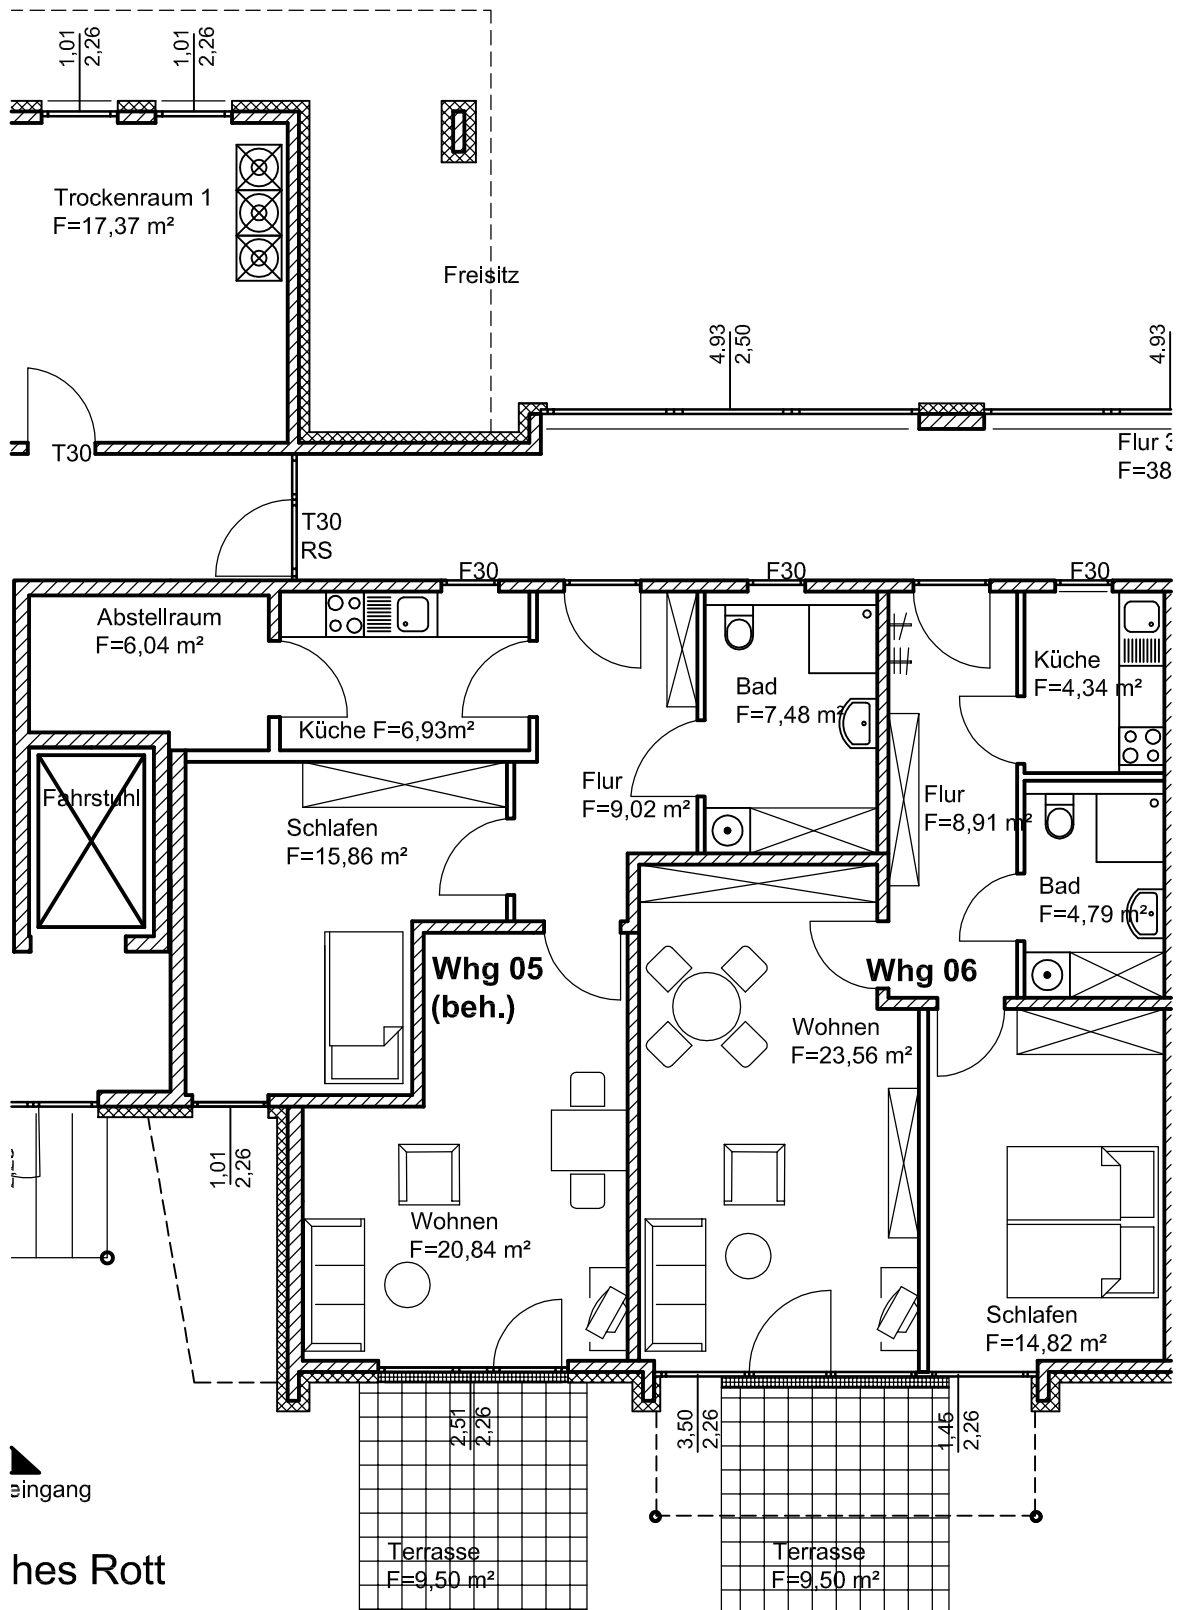 1,01
2,26
1,01
2,26
Trockenraum 1
F=17,37 m²
Freisitz
4.93
2,50
4.93
T30
Flur 3
F=38
T30
RS
F30
F30
F30
Abstellraum
F=6,04 m²
Küche F=6,93m²
Bad
F=7,48 m²
Küche
F=4,34 m²
Fahrstuhl
Schlafen
F=15,86 m²
Flur
F=9,02 m²
Flur
F=8,91 m²
Bad
F=4,79 m²
Whg 05
(beh.)
Whg 06
Wohnen
F=23,56 m²
1,01
2,26
Wohnen
F=20,84 m²
Schlafen
F=14,82 m²
2,51
2,26
3,50
2,26
1,45
2,26
eingang
Terrasse
F=9,50 m²
Terrasse
F=9,50 m²
hes Rott